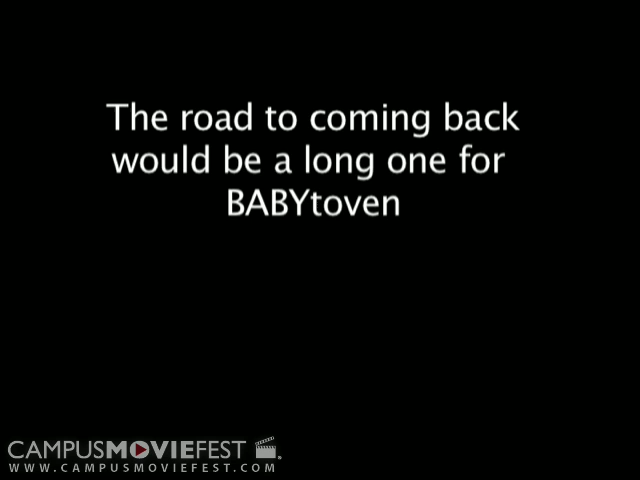 The road to coming back
would be a long one for
BABYtoven
CAMPUSMOVIEFEST
WWW.CAMPUSMOVIEFEST.COM